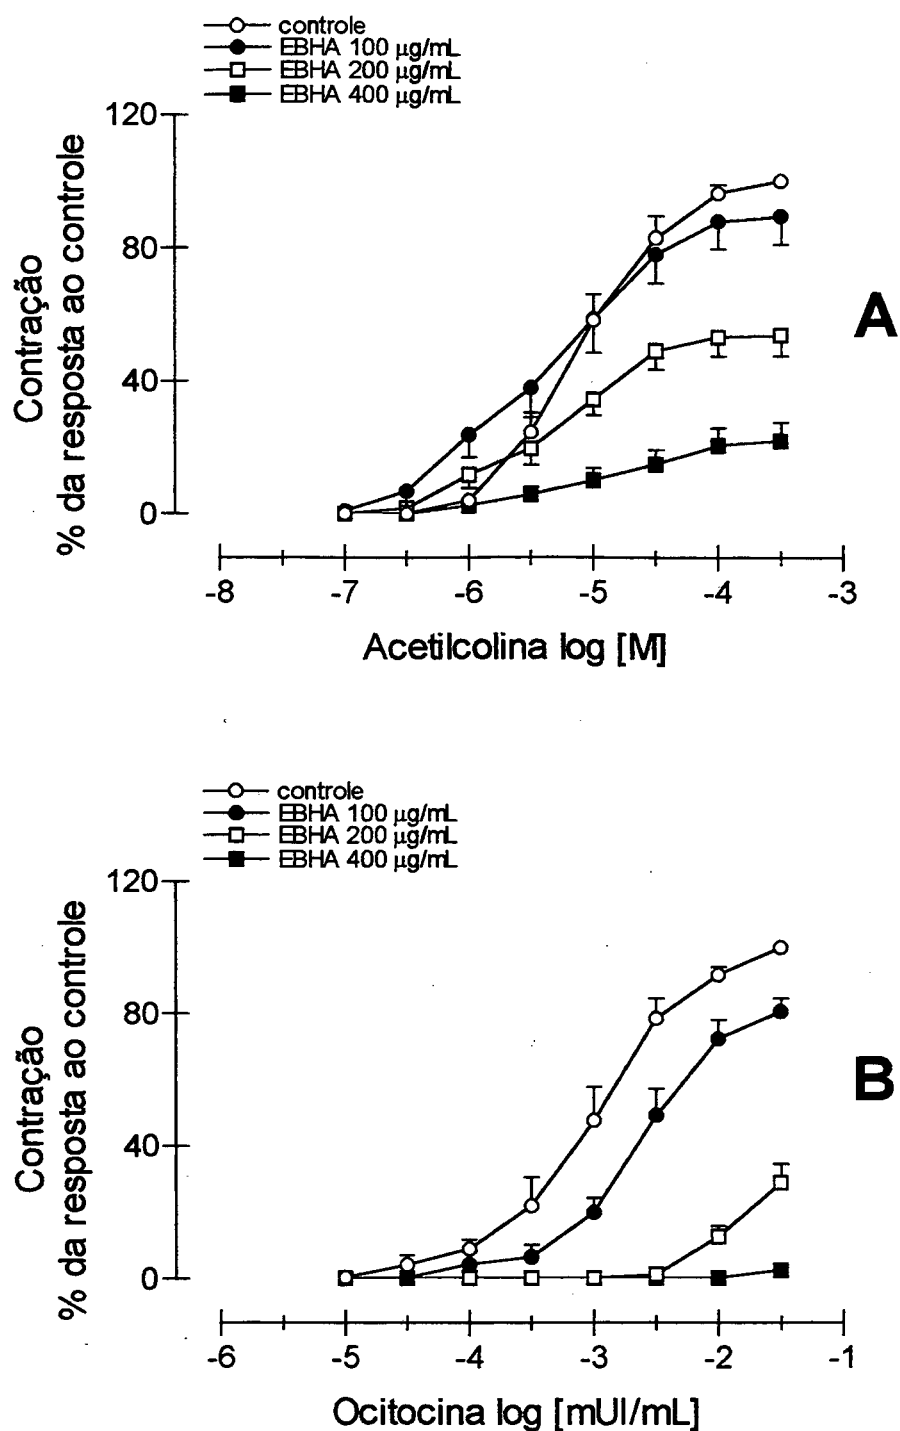 controle
EBHA 100 µg/mL
EBHA 200 µg/mL
EBHA 400 µg/mL
120
80
40
0
Contração
% da resposta ao controle
A
-8 -7 -6 -5 -4 -3
Acetilcolina log [M]
controle
EBHA 100 µg/mL
EBHA 200 µg/mL
EBHA 400 µg/mL
120
80
40
0
Contração
% da resposta ao controle
B
-6 -5 -4 -3 -2 -1
Ocitocina log [mUI/mL]